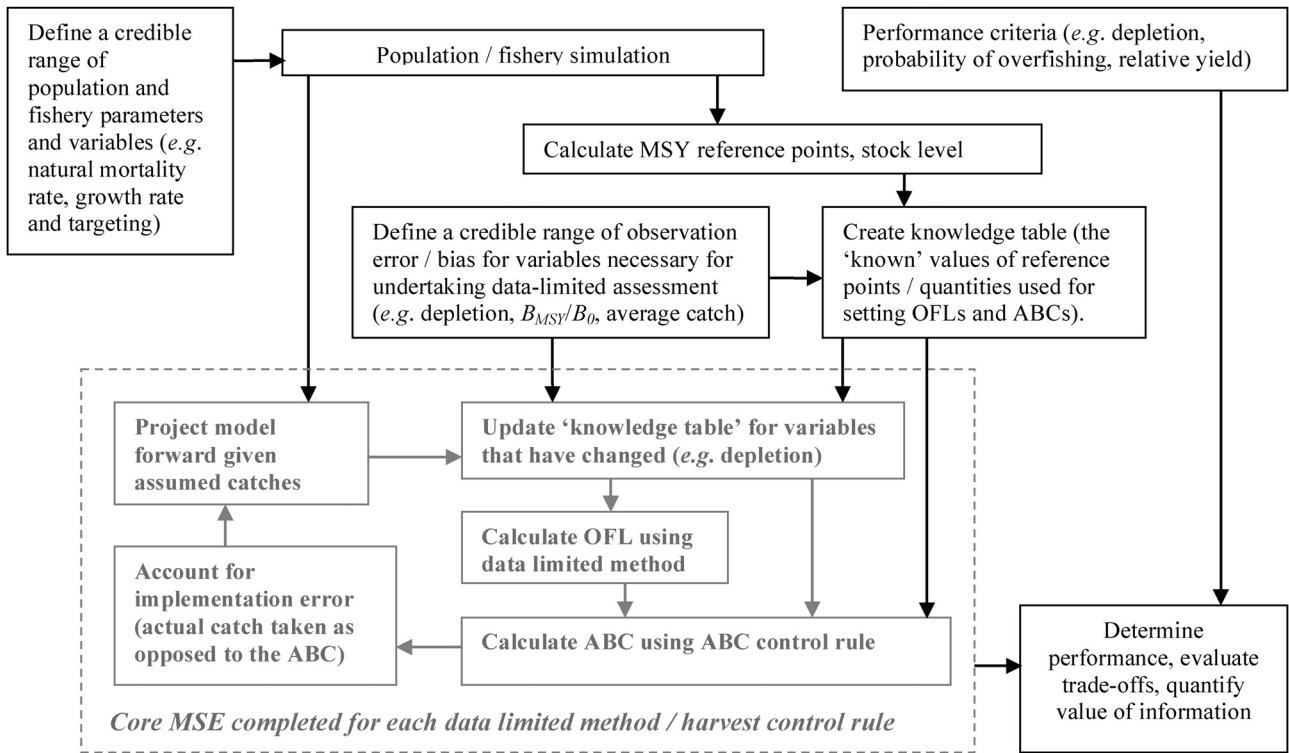 Define a credible
range of
population and
fishery parameters
and variables (e.g.
natural mortality
rate, growth rate
and targeting)
Population / fishery simulation
Performance criteria (e.g. depletion,
probability of overfishing, relative yield)
Calculate MSY reference points, stock level
Define a credible range of observation
error / bias for variables necessary for
undertaking data-limited assessment
(e.g. depletion, BMSY/B0, average catch)
Create knowledge table (the
‘known’ values of reference
points / quantities used for
setting OFLs and ABCs).
Project model
forward given
assumed catches
Update ‘knowledge table’ for variables
that have changed (e.g. depletion)
Calculate OFL using
data limited method
Account for
implementation error
(actual catch taken as
opposed to the ABC)
Calculate ABC using ABC control rule
Core MSE completed for each data limited method / harvest control rule
Determine
performance, evaluate
trade-offs, quantify
value of information